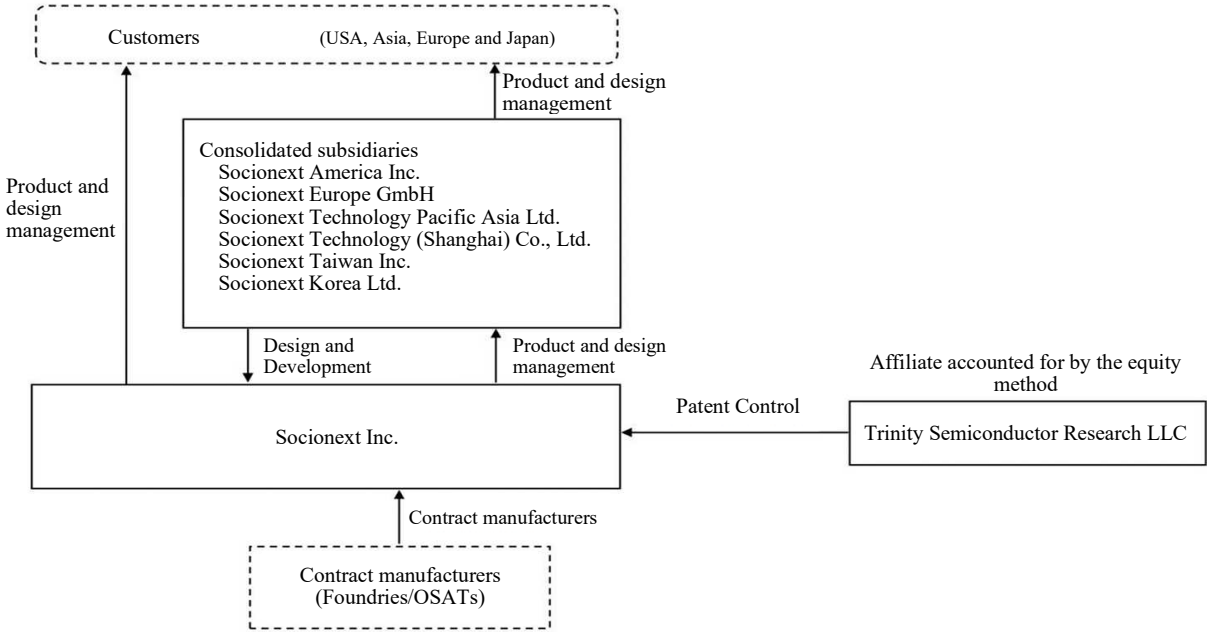 Customers (USA, Asia, Europe and Japan)
Product and design
management
Consolidated subsidiaries
Socionext America Inc.
Socionext Europe GmbH
Socionext Technology Pacific Asia Ltd.
Socionext Technology (Shanghai) Co., Ltd.
Socionext Taiwan Inc.
Socionext Korea Ltd.
Product and
design
management
Design and
Development
Product and design
management
Affiliate accounted for by the equity
method
Socionext Inc.
Patent Control
Trinity Semiconductor Research LLC
Contract manufacturers
Contract manufacturers
(Foundries/OSATs)